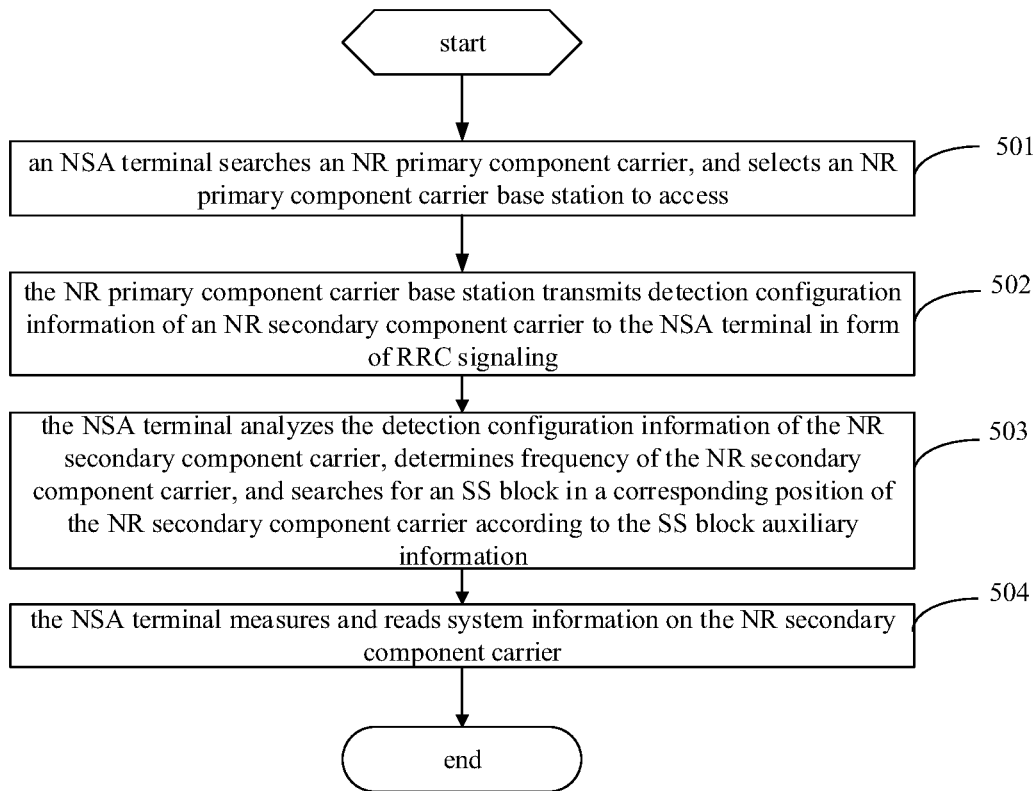 start
an NSA terminal searches an NR primary component carrier, and selects an NR
primary component carrier base station to access
501
the NR primary component carrier base station transmits detection configuration
information of an NR secondary component carrier to the NSA terminal in form
of RRC signaling
502
the NSA terminal analyzes the detection configuration information of the NR
secondary component carrier, determines frequency of the NR secondary
component carrier, and searches for an SS block in a corresponding position of
the NR secondary component carrier according to the SS block auxiliary
information
503
the NSA terminal measures and reads system information on the NR secondary
component carrier
504
end